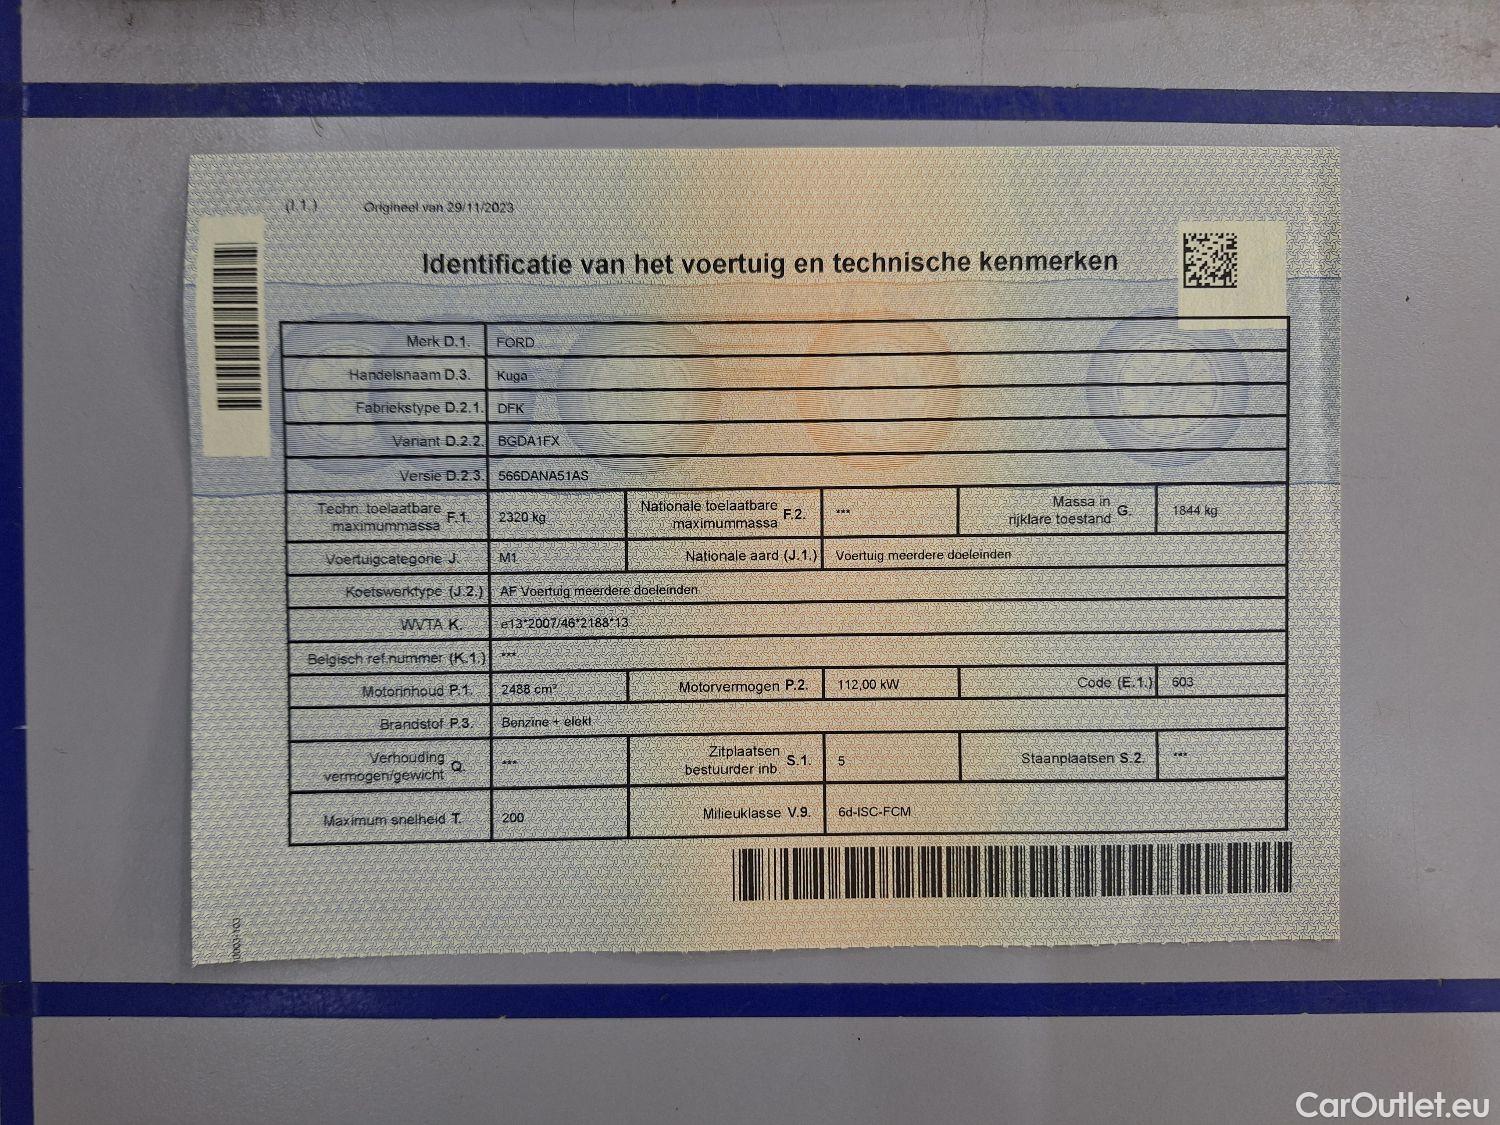 (I.1.) Origineel van 29/11/2023
Identificatie van het voertuig en technische kenmerken
Merk D.1. FORD
Handelsnaam D.3. Kuga
Fabriekstype D.2.1. DFK
Variant D.2.2. BGDA1FX
Versie D.2.3. 566DANA51AS
Techn. toelaatbare maximummassa F.1. 2320 kg Nationale toelaatbare maximummassa F.2. *** Massa in rijklare toestand G. 1844 kg
Voertuigcategorie J. M1 Nationale aard (J.1.) Voertuig meerdere doeleinden
Koetswerktype (J.2.) AF Voertuig meerdere doeleinden
WVTA K. e13*2007/46*2188*13
Belgisch ref.nummer (K.1.) ***
Motorinhoud P.1. 2488 cm³ Motorvermogen P.2. 112,00 kW Code (E.1.) 603
Brandstof P.3. Benzine + elekt
Verhouding vermogen/gewicht Q. *** Zitplaatsen bestuurder inb. S.1. 5 Staanplaatsen S.2. ***
Maximum snelheid T. 200 Milieuklasse V.9. 6d-ISC-FCM
CarOutlet.eu